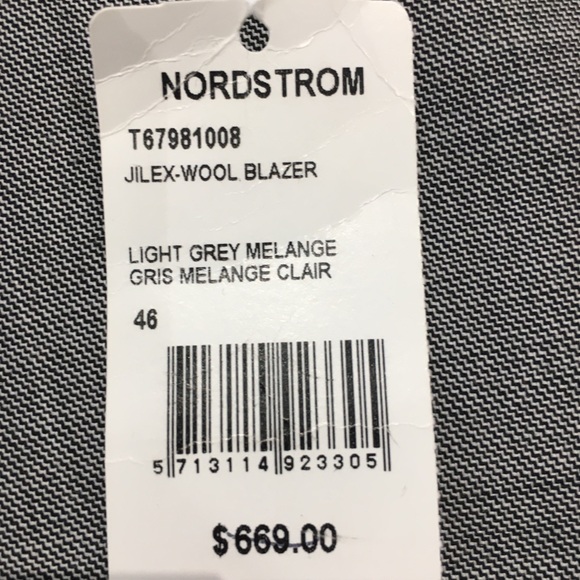 NORDSTROM
T67981008
JILEX-WOOL BLAZER
LIGHT GREY MELANGE
GRIS MELANGE CLAIR
46
5 713114 923305
$669.00